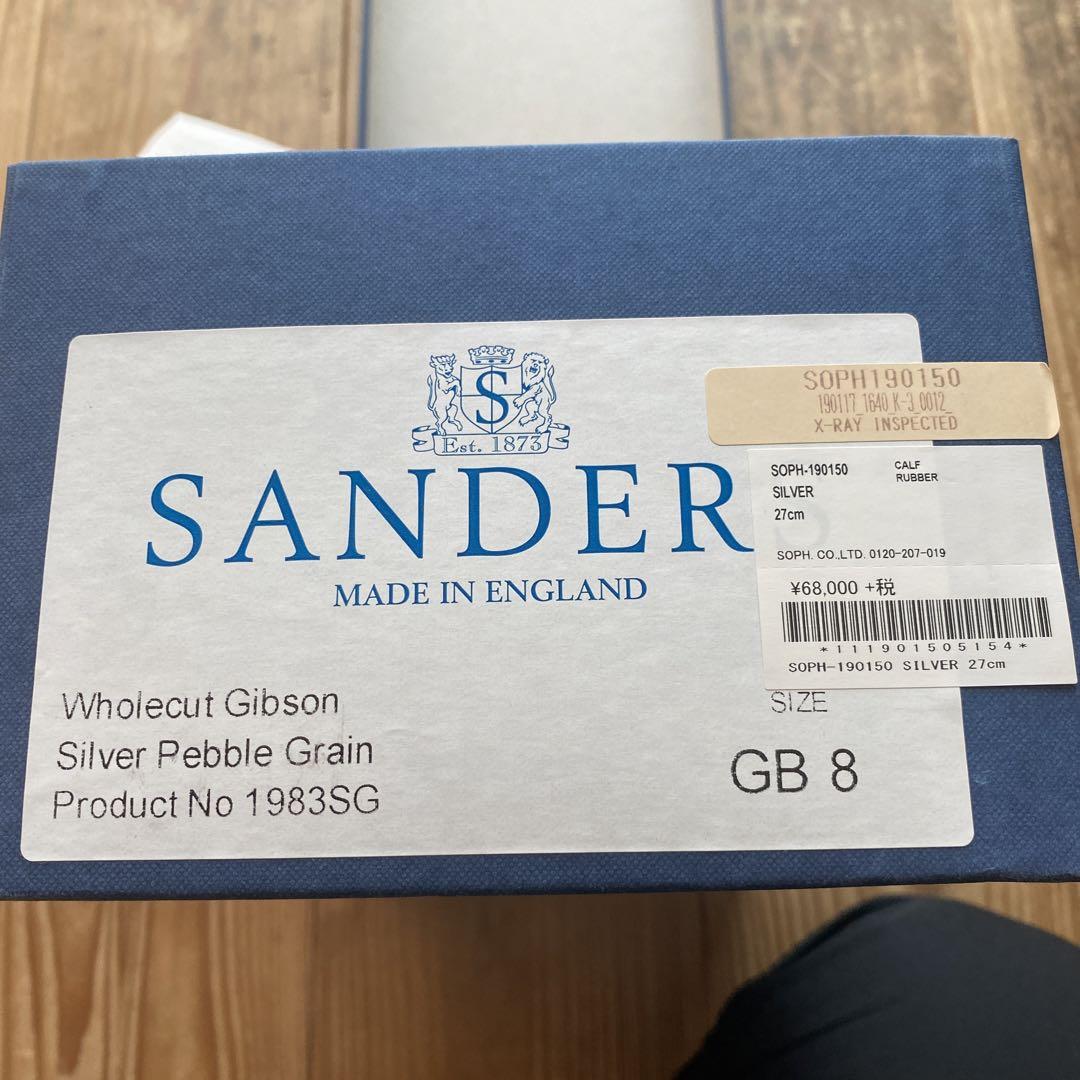 S
Est. 1873
SANDERS
MADE IN ENGLAND
Wholecut Gibson
Silver Pebble Grain
Product No 1983SG
SIZE
GB 8
SOPH190150
190117_1640_K-3_0012_
X-RAY INSPECTED
SOPH-190150 CALF
RUBBER
SILVER
27cm
SOPH. CO.,LTD. 0120-207-019
¥68,000 +税
*111901505154*
SOPH-190150 SILVER 27cm